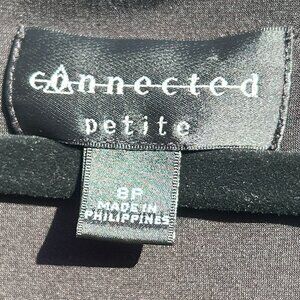 connected
petite
8P
MADE IN
PHILIPPINES